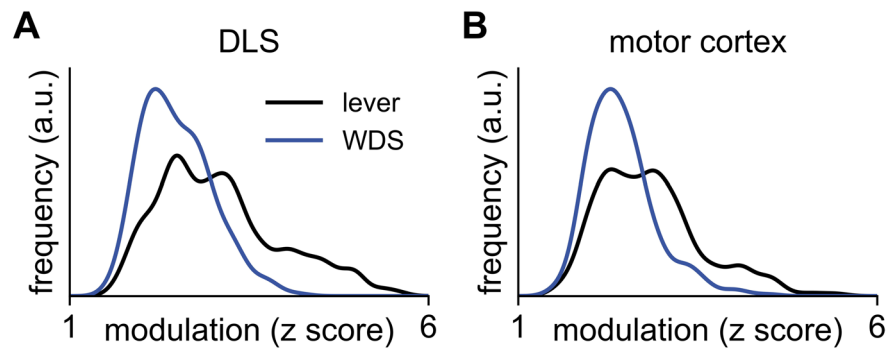 A
DLS
frequency (a.u.)
lever
WDS
1
modulation (z score)
6
B
motor cortex
frequency (a.u.)
1
modulation (z score)
6